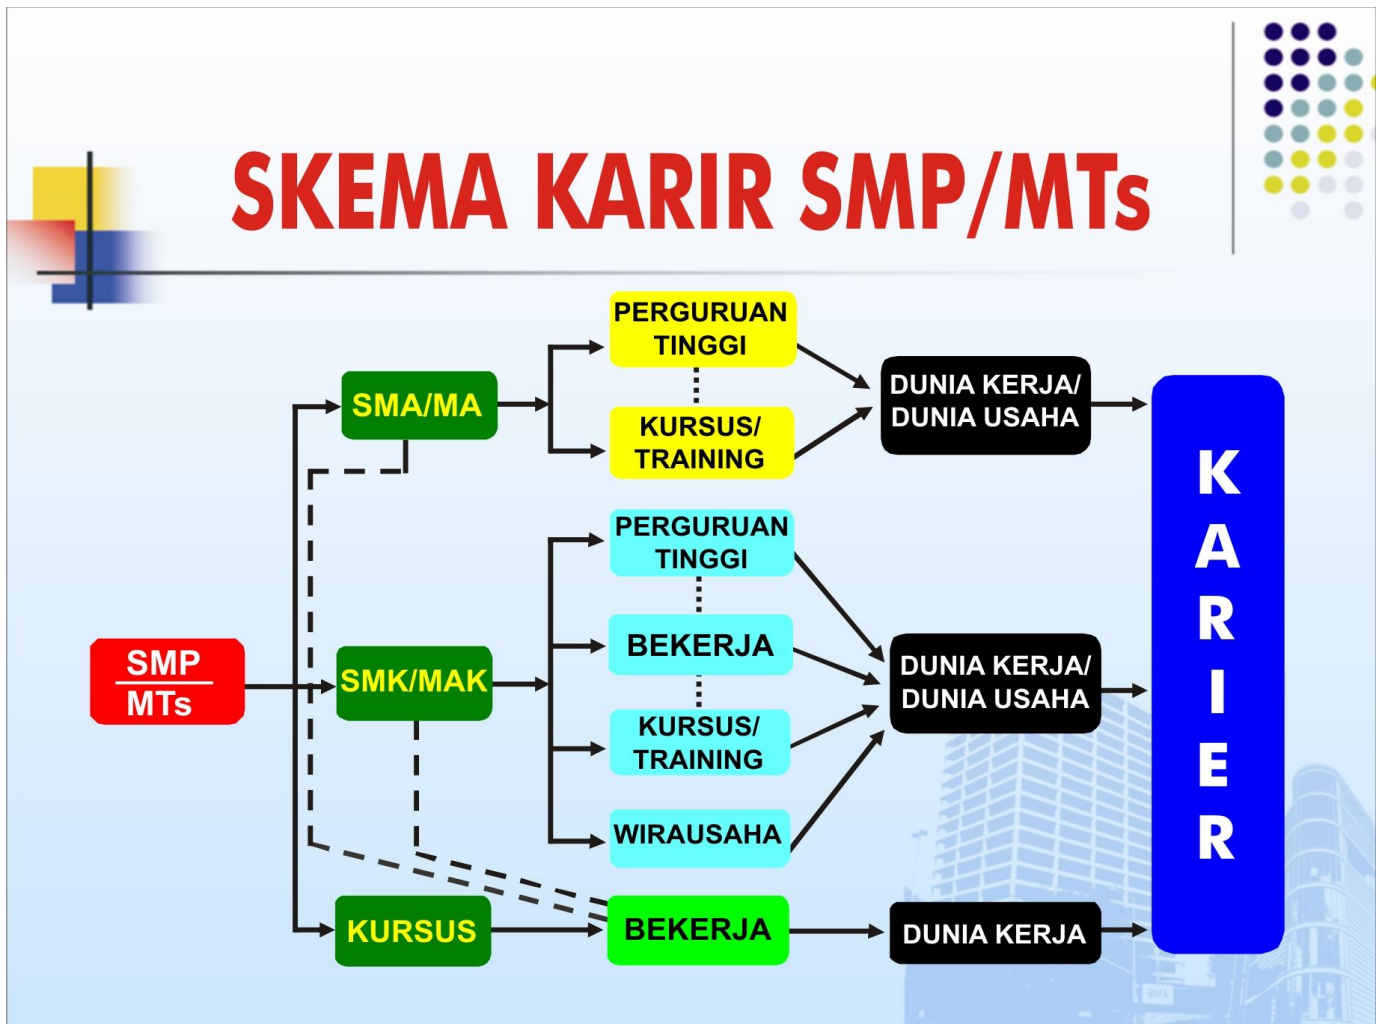 SKEMA KARIR SMP/MTs
PERGURUAN
TINGGI
SMA/MA
KURSUS/
TRAINING
DUNIA KERJA/
DUNIA USAHA
PERGURUAN
TINGGI
BEKERJA
SMP
MTs
SMK/MAK
KURSUS/
TRAINING
WIRAUSAHA
DUNIA KERJA/
DUNIA USAHA
KURSUS
BEKERJA
DUNIA KERJA
KARIER